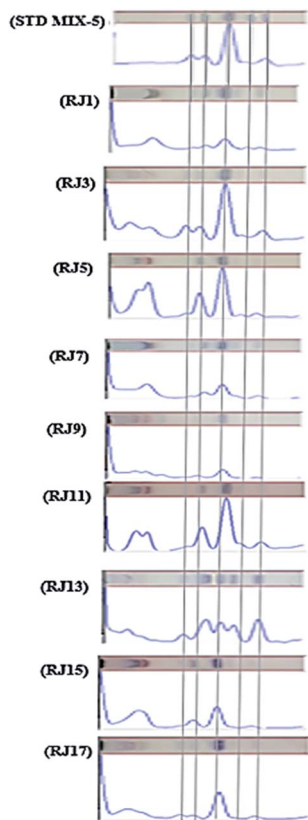 (STD MIX-5)
(RJ1)
(RJ3)
(RJ5)
(RJ7)
(RJ9)
(RJ11)
(RJ13)
(RJ15)
(RJ17)